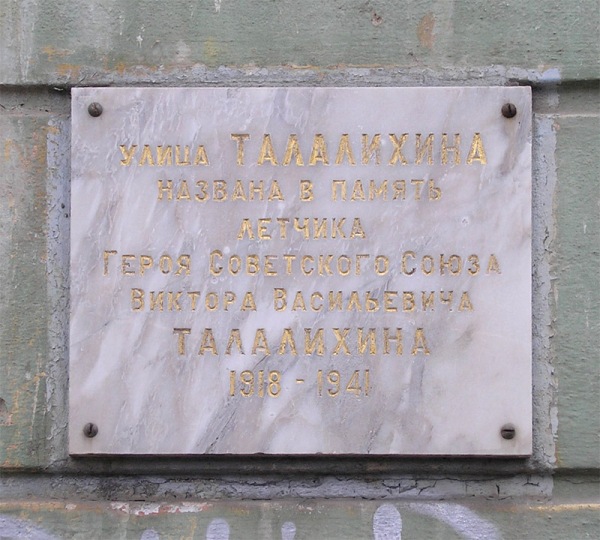 улица ТАЛАЛИХИНА
НАЗВАНА В ПАМЯТЬ
ЛЕТЧИКА
ГЕРОЯ СОВЕТСКОГО СОЮЗА
ВИКТОРА ВАСИЛЬЕВИЧА
ТАЛАЛИХИНА
1918 - 1941